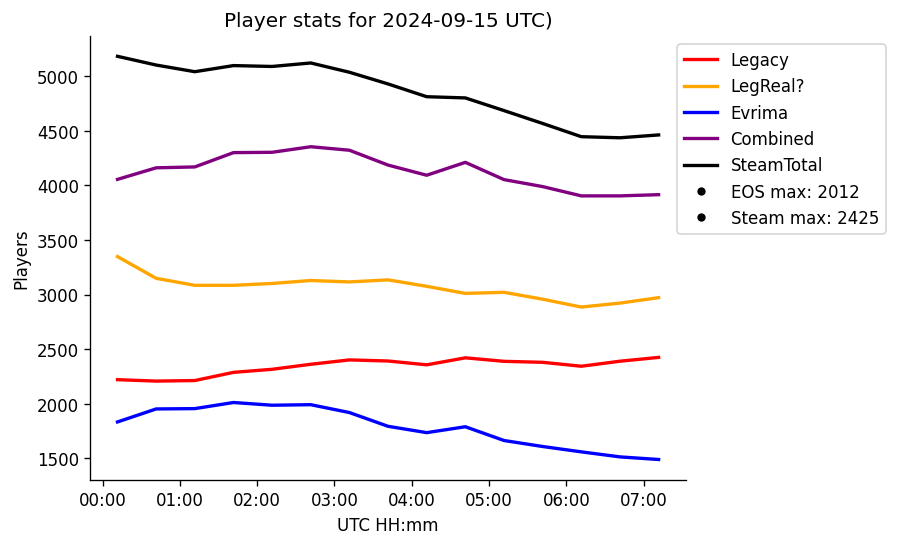 Player stats for 2024-09-15 UTC)
Players
5000
4500
4000
3500
3000
2500
2000
1500
00:00 01:00 02:00 03:00 04:00 05:00 06:00 07:00
UTC HH:mm
Legacy
LegReal?
Evrima
Combined
SteamTotal
EOS max: 2012
Steam max: 2425